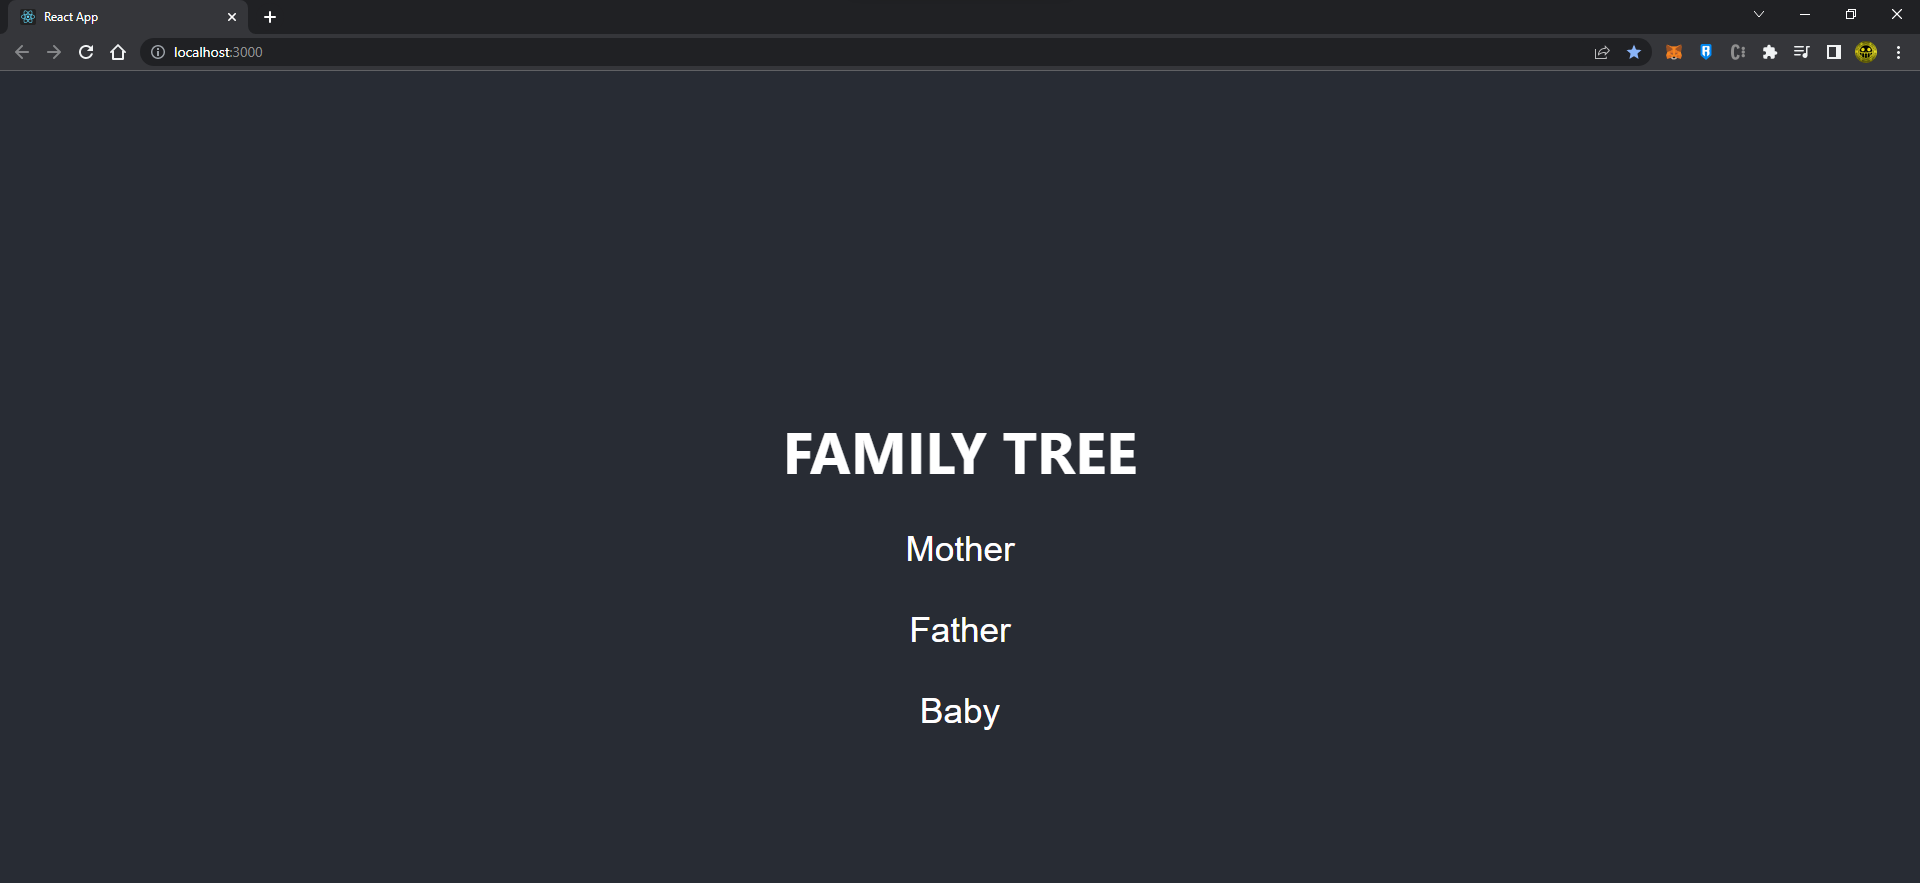 React App
localhost:3000
FAMILY TREE
Mother
Father
Baby